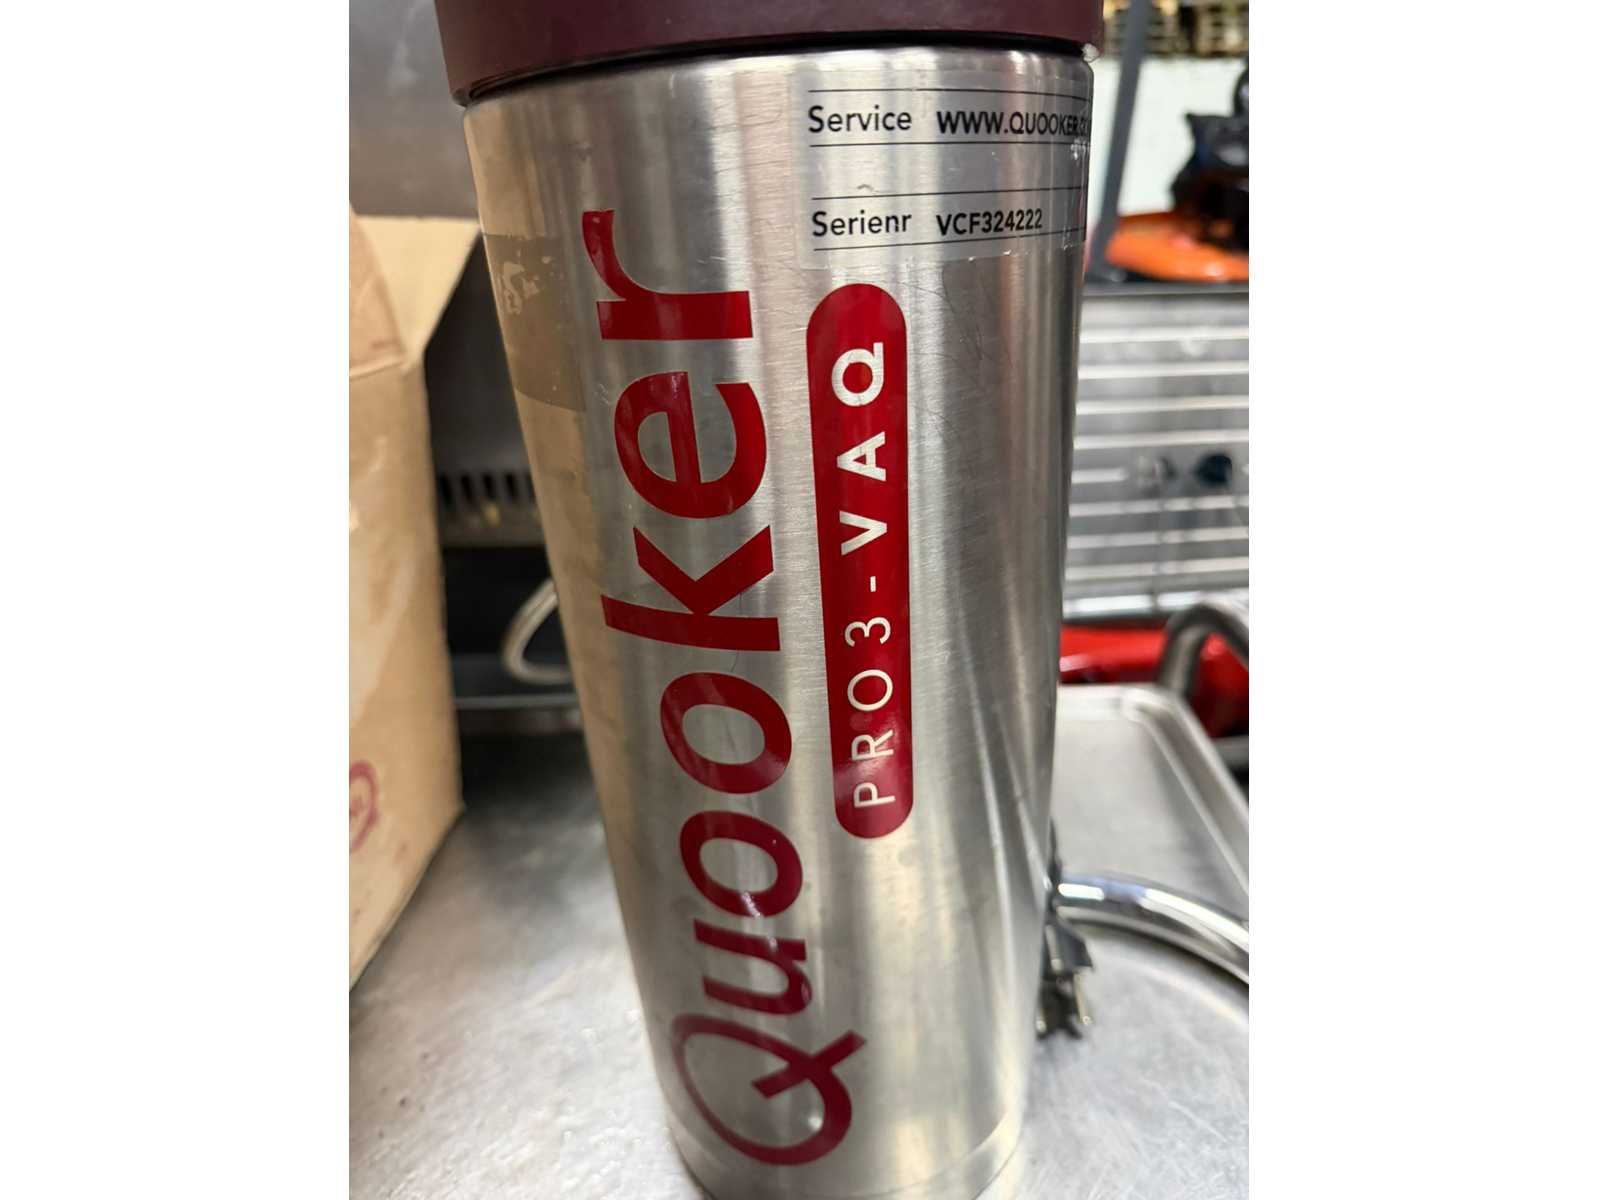 Service WWW.QUOOKER.
Serienr VCF324222
Quooker
PRO3-VAQ